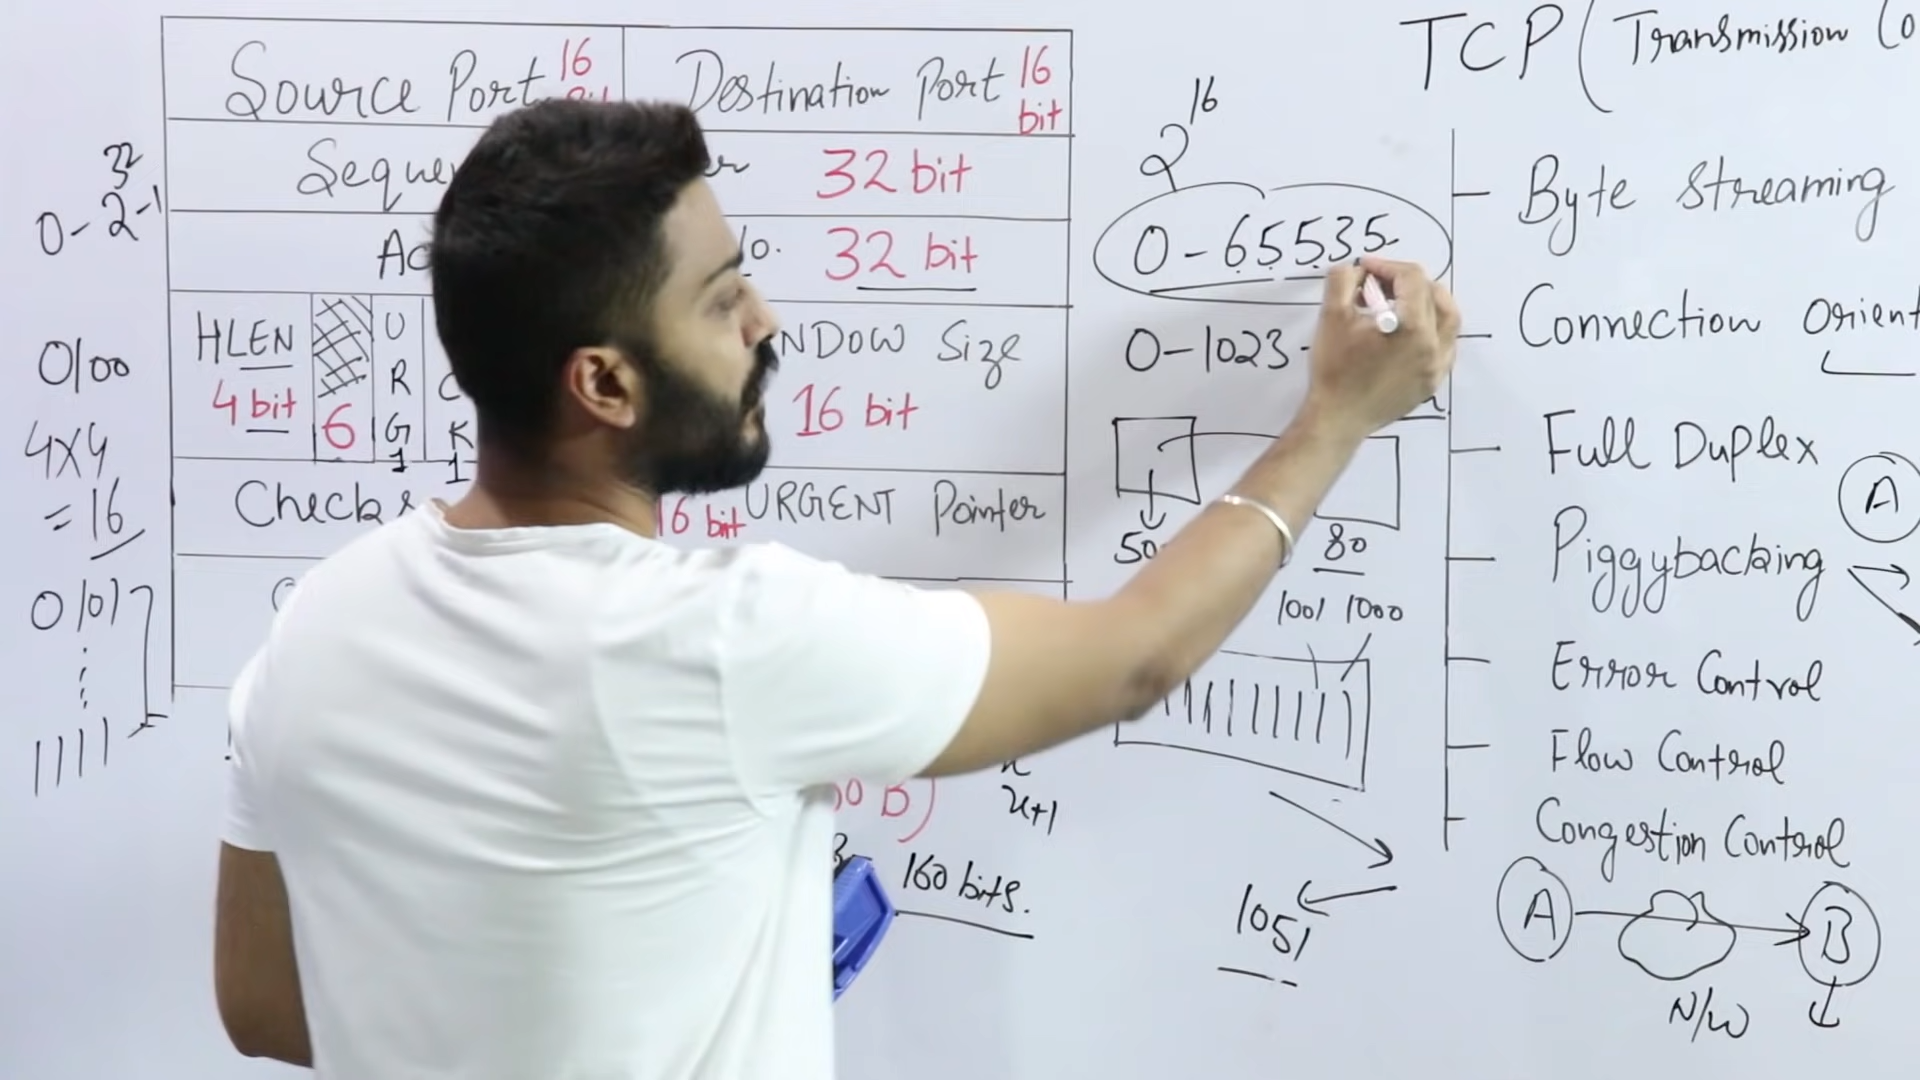 TCP (Transmission Co
Source Port 16
Destination Port 16 bit
32 bit
32 bit
HLEN 4 bit
6
U R G 1
K 1
NDOW Size
16 bit
Checks
16 bit
URGENT Pointer
160 bits.
x+1
32
0-2-1
0100
4x4
=16
0101
1111
2^16
0-65535
0-1023-
50
80
1001 1000
1051
Byte Streaming
Connection Orient
Full Duplex
Piggybacking
Error Control
Flow Control
Congestion Control
A
A
B
N/W